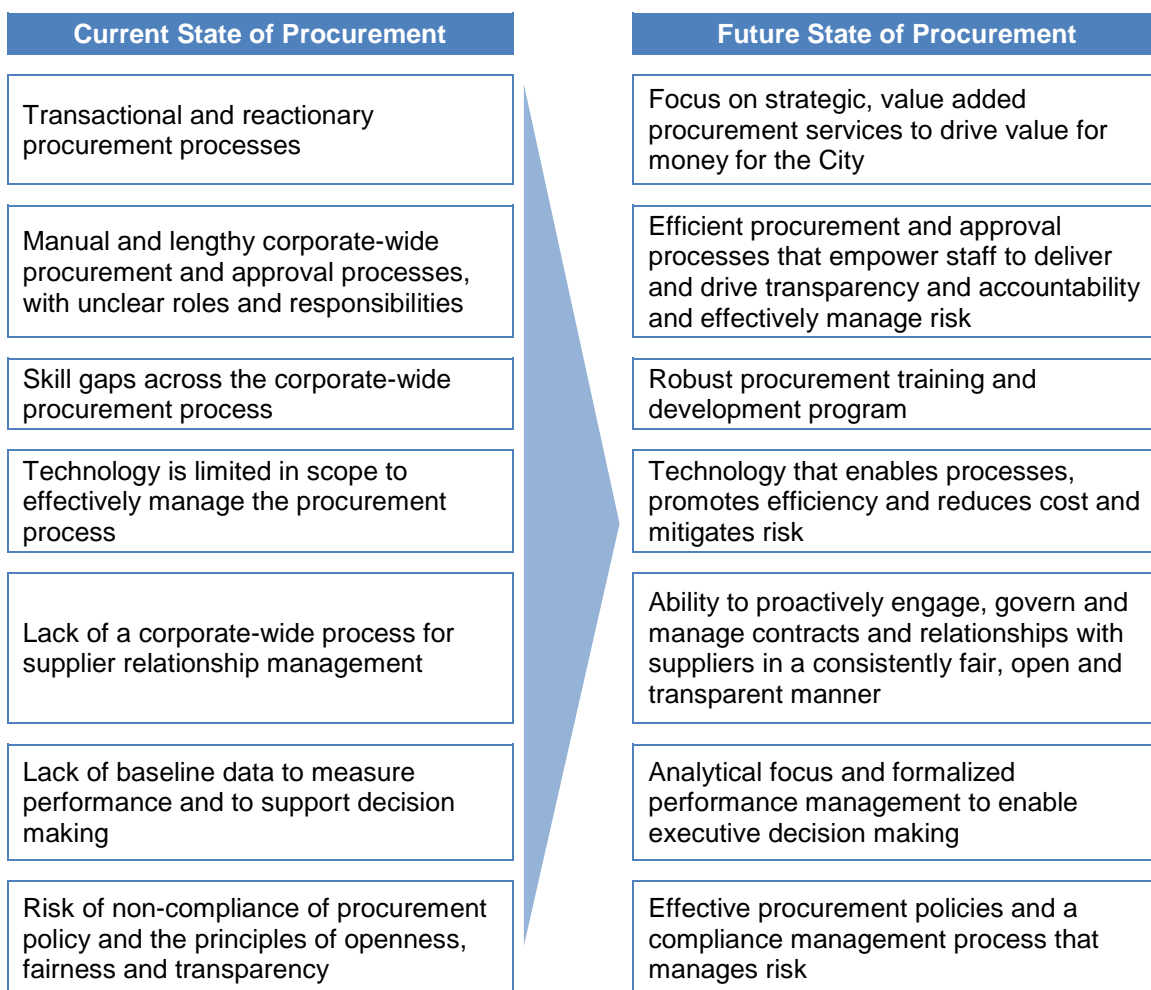 Current State of Procurement
Future State of Procurement
Transactional and reactionary
procurement processes
Focus on strategic, value added
procurement services to drive value for
money for the City
Manual and lengthy corporate-wide
procurement and approval processes,
with unclear roles and responsibilities
Efficient procurement and approval
processes that empower staff to deliver
and drive transparency and accountability
and effectively manage risk
Skill gaps across the corporate-wide
procurement process
Robust procurement training and
development program
Technology is limited in scope to
effectively manage the procurement
process
Technology that enables processes,
promotes efficiency and reduces cost and
mitigates risk
Lack of a corporate-wide process for
supplier relationship management
Ability to proactively engage, govern and
manage contracts and relationships with
suppliers in a consistently fair, open and
transparent manner
Lack of baseline data to measure
performance and to support decision
making
Analytical focus and formalized
performance management to enable
executive decision making
Risk of non-compliance of procurement
policy and the principles of openness,
fairness and transparency
Effective procurement policies and a
compliance management process that
manages risk